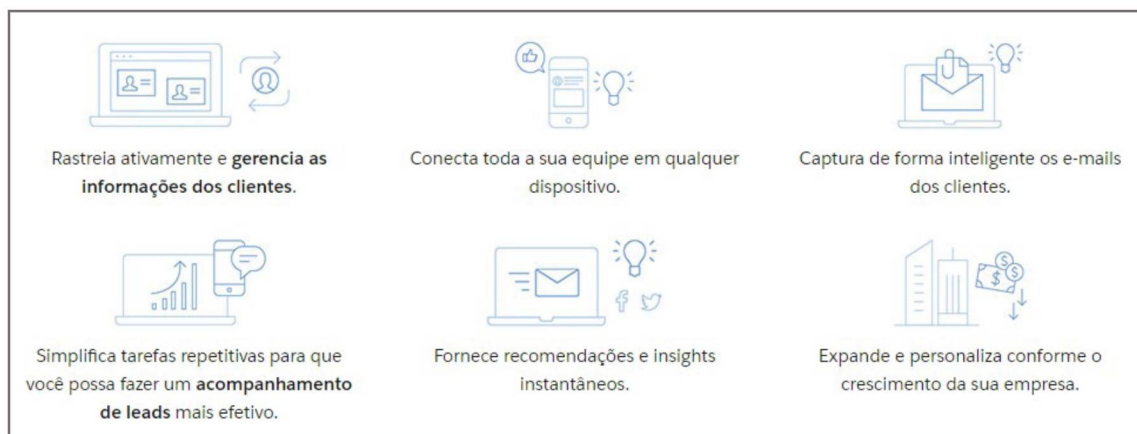 Rastreia ativamente e gerencia as
informações dos clientes.
Conecta toda a sua equipe em qualquer
dispositivo.
Captura de forma inteligente os e-mails
dos clientes.
Simplifica tarefas repetitivas para que
você possa fazer um acompanhamento
de leads mais efetivo.
Fornece recomendações e insights
instantâneos.
Expande e personaliza conforme o
crescimento da sua empresa.